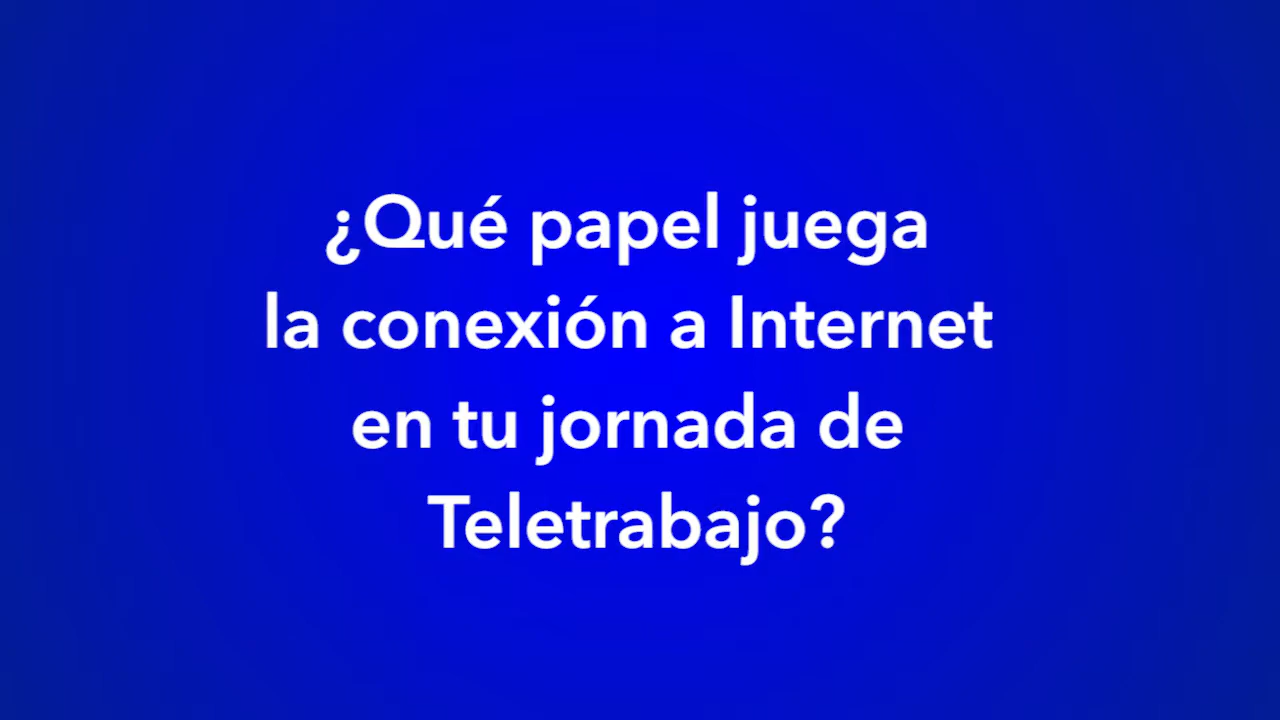 ¿Qué papel juega
la conexión a Internet
en tu jornada de
Teletrabajo?